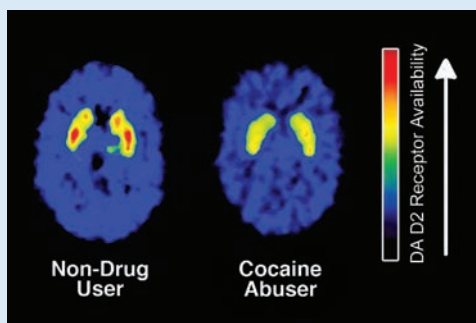 Non-Drug
User
Cocaine
Abuser
DA D2 Receptor Availability